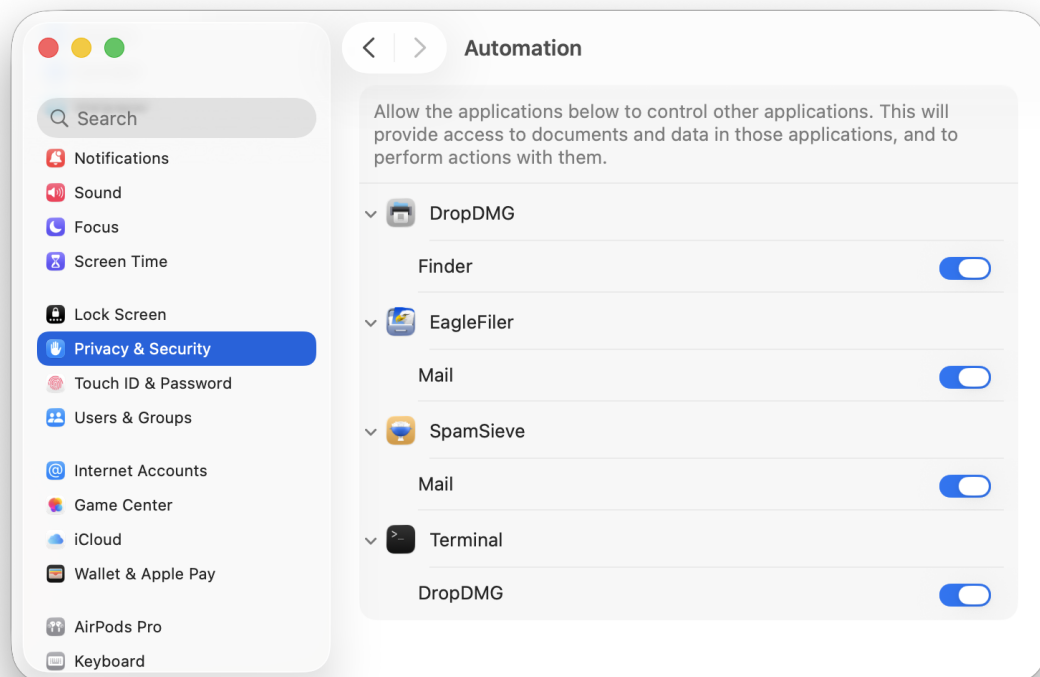 Search
Notifications
Sound
Focus
Screen Time
Lock Screen
Privacy & Security
Touch ID & Password
Users & Groups
Internet Accounts
Game Center
iCloud
Wallet & Apple Pay
AirPods Pro
Keyboard
Automation
Allow the applications below to control other applications. This will
provide access to documents and data in those applications, and to
perform actions with them.
DropDMG
Finder
EagleFiler
Mail
SpamSieve
Mail
Terminal
DropDMG